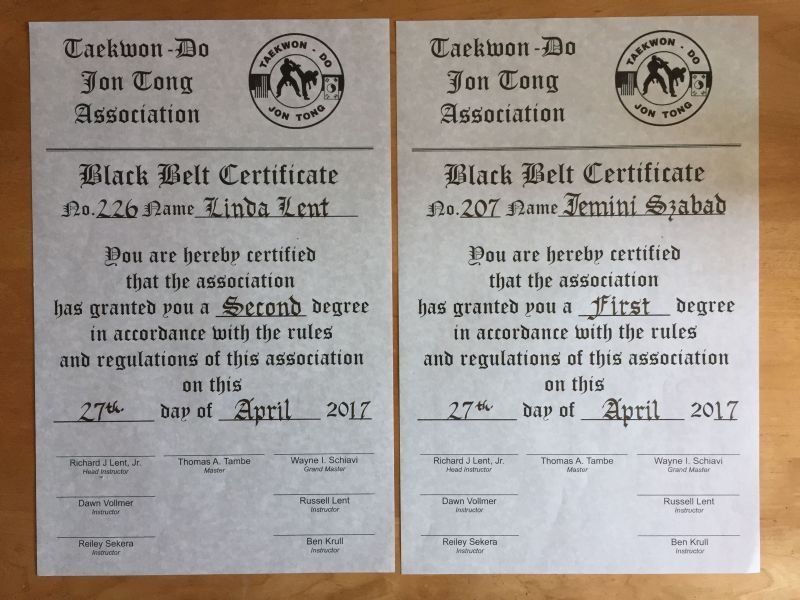 Taekwon-Do
Jon Tong
Association
TAEKWON-DO
JON TONG
Black Belt Certificate
No. 226 Name Linda Lent
You are hereby certified
that the association
has granted you a Second degree
in accordance with the rules
and regulations of this association
on this
27th. day of April 2017
Richard J Lent, Jr.
Head Instructor
Thomas A. Tambe
Master
Wayne I. Schiavi
Grand Master
Dawn Vollmer
Instructor
Russell Lent
Instructor
Reiley Sekera
Instructor
Ben Krull
Instructor
Taekwon-Do
Jon Tong
Association
TAEKWON-DO
JON TONG
Black Belt Certificate
No. 207 Name Jemini Szabad
You are hereby certified
that the association
has granted you a First degree
in accordance with the rules
and regulations of this association
on this
27th. day of April 2017
Richard J Lent, Jr.
Head Instructor
Thomas A. Tambe
Master
Wayne I. Schiavi
Grand Master
Dawn Vollmer
Instructor
Russell Lent
Instructor
Reiley Sekera
Instructor
Ben Krull
Instructor